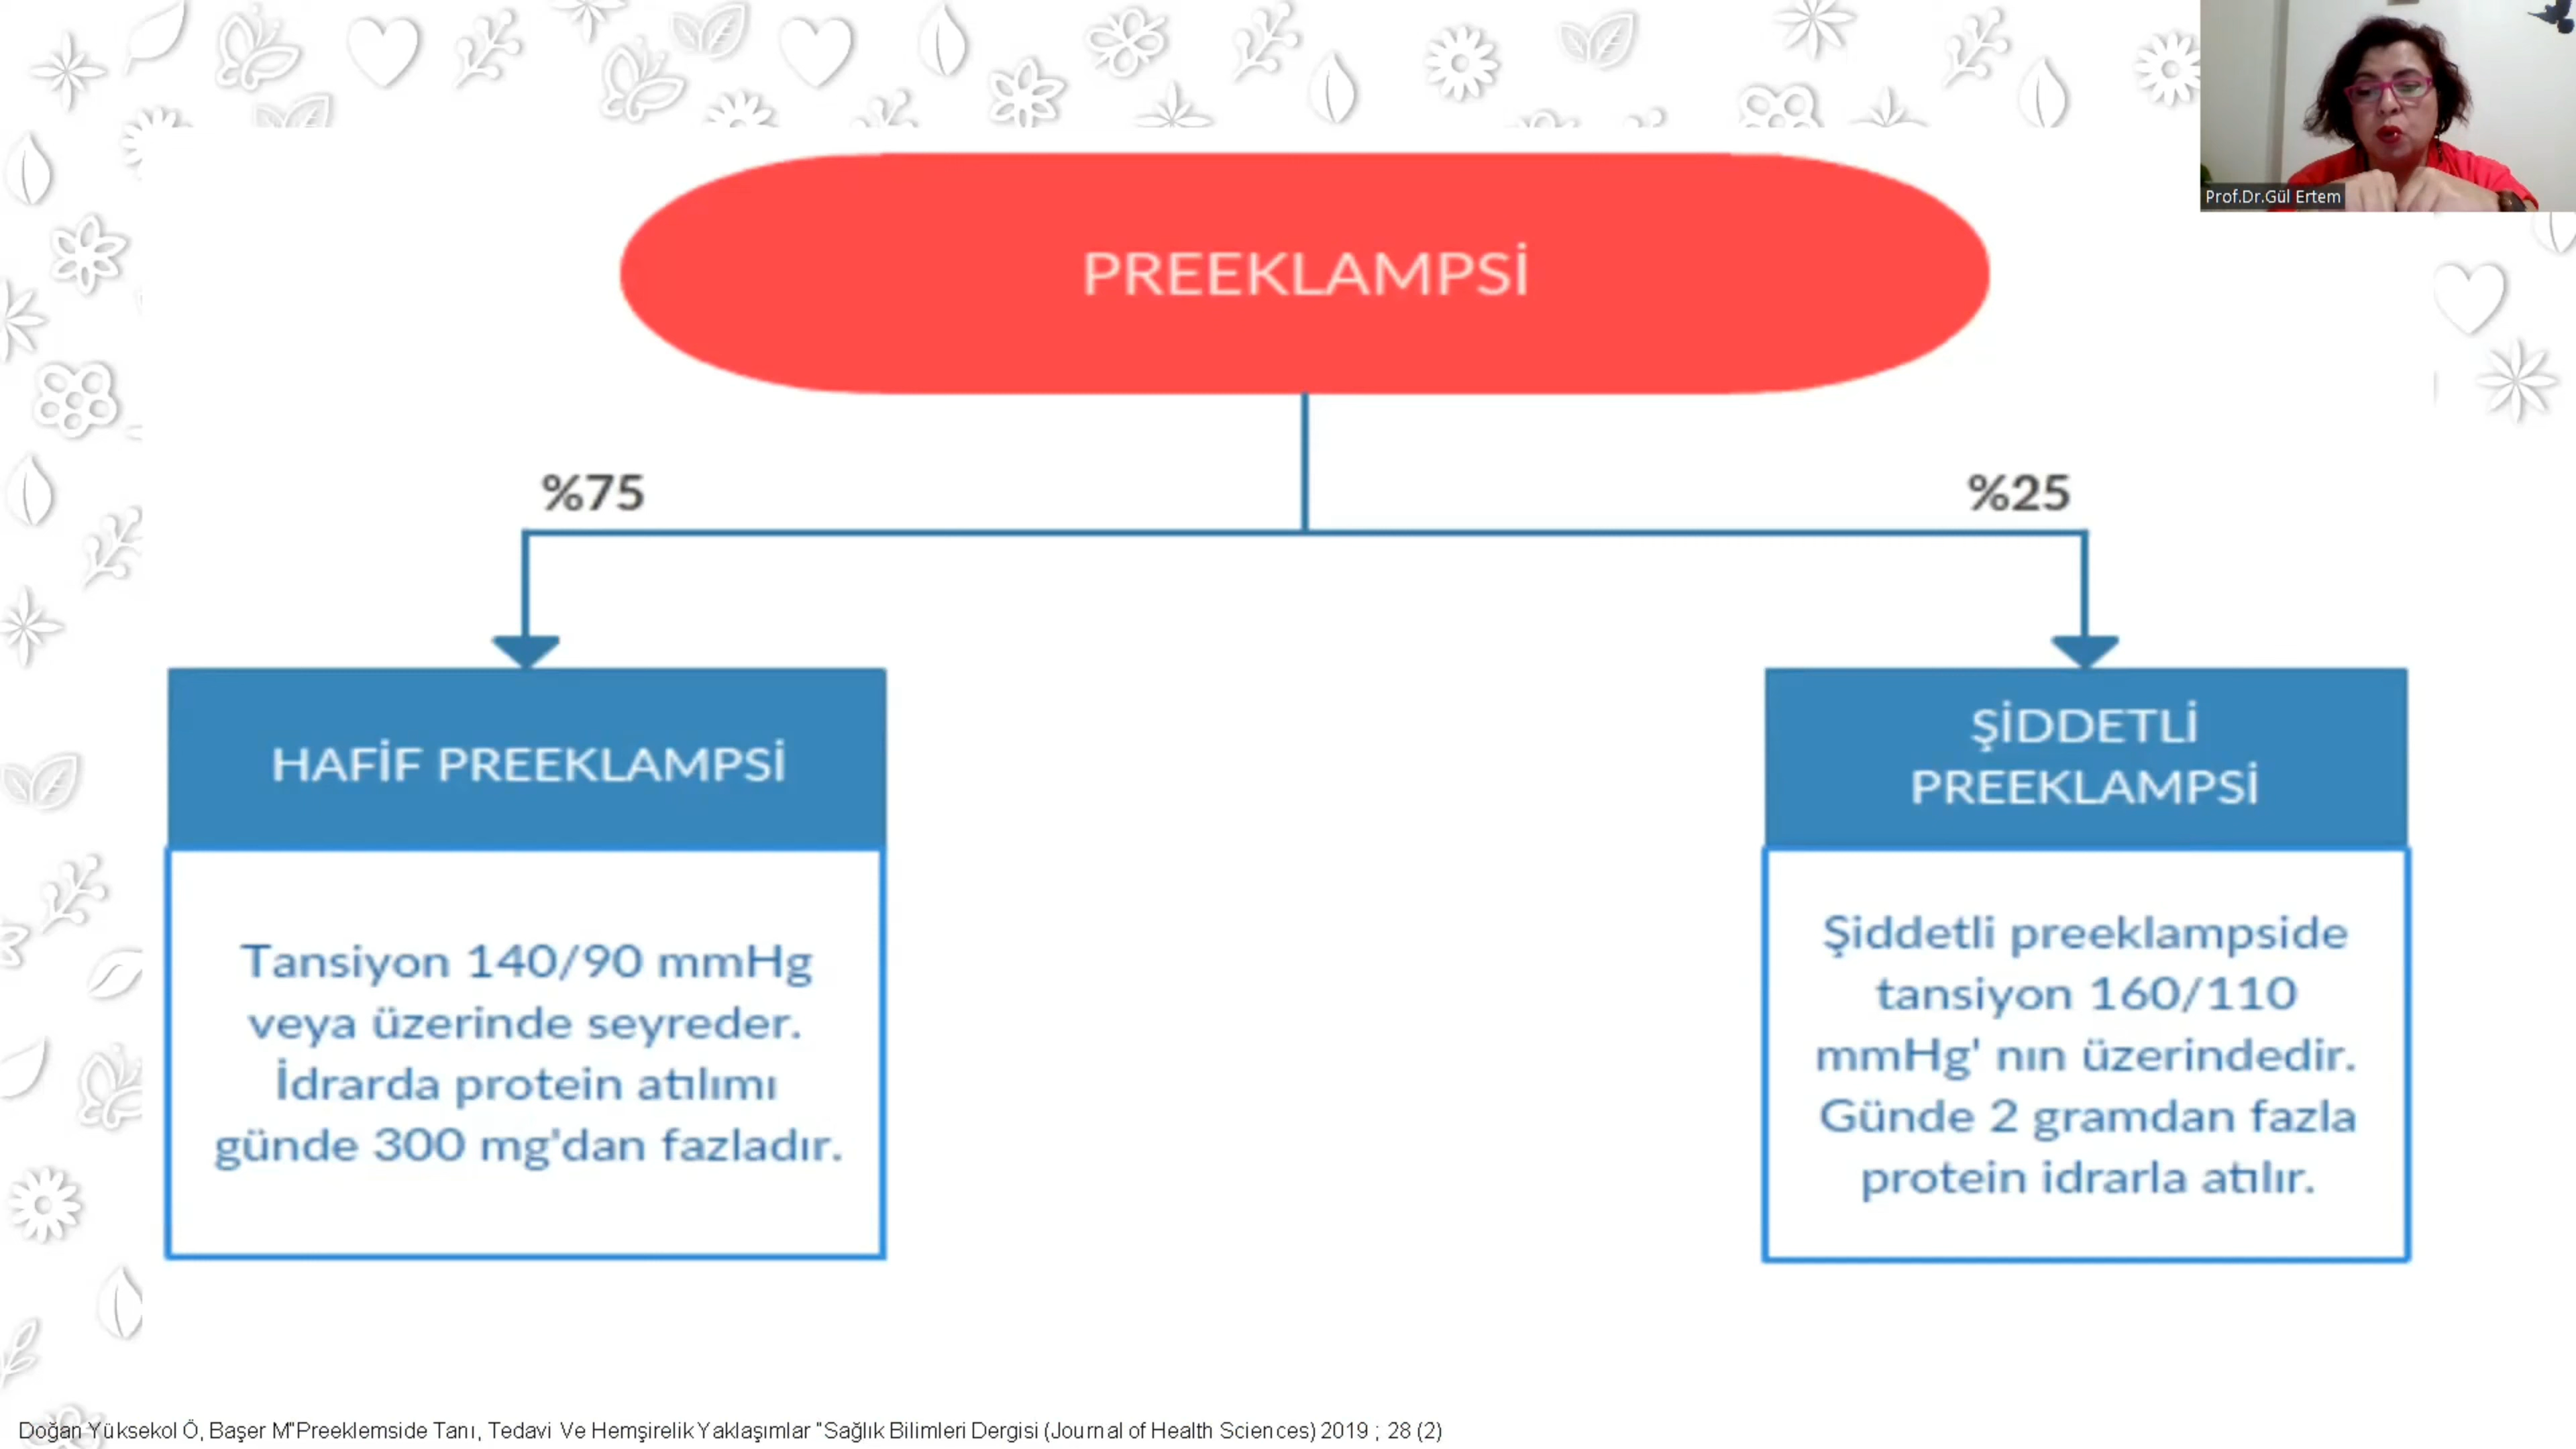 Prof.Dr.Gül Ertem
PREEKLAMPSİ
%75
%25
HAFİF PREEKLAMPSİ
Tansiyon 140/90 mmHg
veya üzerinde seyreder.
İdrarda protein atılımı
günde 300 mg'dan fazladır.
ŞİDDETLİ
PREEKLAMPSİ
Şiddetli preeklampside
tansiyon 160/110
mmHg' nın üzerindedir.
Günde 2 gramdan fazla
protein idrarla atılır.
Doğan Yüksekol Ö, Başer M"Preeklemside Tanı, Tedavi Ve Hemşirelik Yaklaşımlar "Sağlık Bilimleri Dergisi (Journal of Health Sciences) 2019 ; 28 (2)